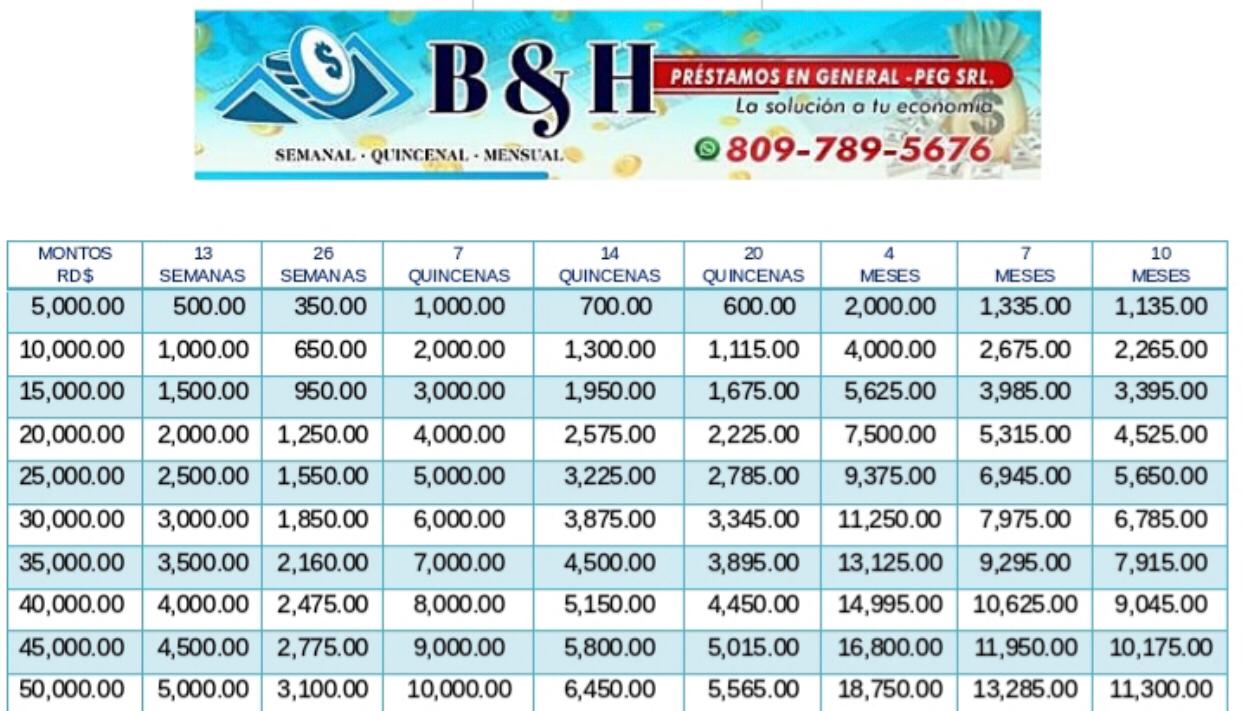 B & H
PRÉSTAMOS EN GENERAL -PEG SRL.
La solución a tu economía
SEMANAL · QUINCENAL · MENSUAL
809-789-5676
MONTOS RD$ 13 SEMANAS 26 SEMANAS 7 QUINCENAS 14 QUINCENAS 20 QUINCENAS 4 MESES 7 MESES 10 MESES
5,000.00 500.00 350.00 1,000.00 700.00 600.00 2,000.00 1,335.00 1,135.00
10,000.00 1,000.00 650.00 2,000.00 1,300.00 1,115.00 4,000.00 2,675.00 2,265.00
15,000.00 1,500.00 950.00 3,000.00 1,950.00 1,675.00 5,625.00 3,985.00 3,395.00
20,000.00 2,000.00 1,250.00 4,000.00 2,575.00 2,225.00 7,500.00 5,315.00 4,525.00
25,000.00 2,500.00 1,550.00 5,000.00 3,225.00 2,785.00 9,375.00 6,945.00 5,650.00
30,000.00 3,000.00 1,850.00 6,000.00 3,875.00 3,345.00 11,250.00 7,975.00 6,785.00
35,000.00 3,500.00 2,160.00 7,000.00 4,500.00 3,895.00 13,125.00 9,295.00 7,915.00
40,000.00 4,000.00 2,475.00 8,000.00 5,150.00 4,450.00 14,995.00 10,625.00 9,045.00
45,000.00 4,500.00 2,775.00 9,000.00 5,800.00 5,015.00 16,800.00 11,950.00 10,175.00
50,000.00 5,000.00 3,100.00 10,000.00 6,450.00 5,565.00 18,750.00 13,285.00 11,300.00